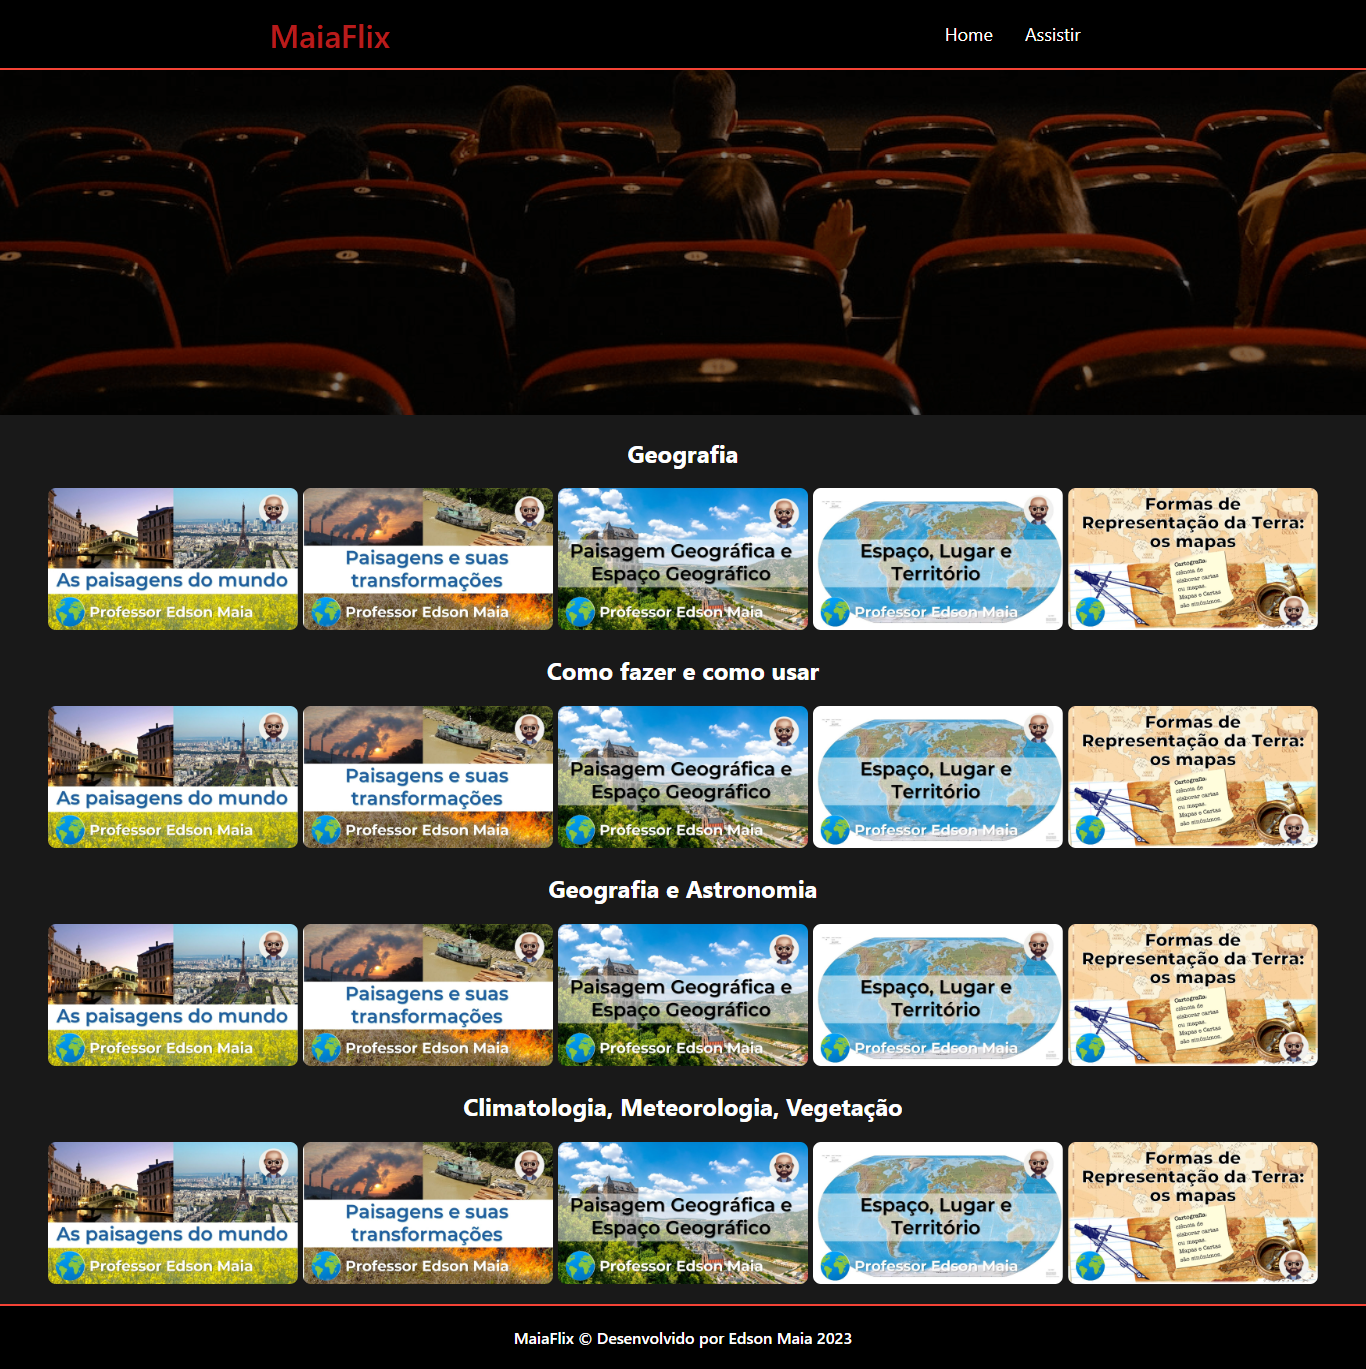 MaiaFlix
Home Assistir
Geografia
As paisagens do mundo
Professor Edson Maia
Paisagens e suas
transformações
Professor Edson Maia
Paisagem Geográfica e
Espaço Geográfico
Professor Edson Maia
Espaço, Lugar e
Território
Professor Edson Maia
Formas de
Representação da Terra:
os mapas
Cartografia:
ciência de
elaborar cartas
ou mapas.
Mapas e Cartas
são sinônimos.
Como fazer e como usar
As paisagens do mundo
Professor Edson Maia
Paisagens e suas
transformações
Professor Edson Maia
Paisagem Geográfica e
Espaço Geográfico
Professor Edson Maia
Espaço, Lugar e
Território
Professor Edson Maia
Formas de
Representação da Terra:
os mapas
Cartografia:
ciência de
elaborar cartas
ou mapas.
Mapas e Cartas
são sinônimos.
Geografia e Astronomia
As paisagens do mundo
Professor Edson Maia
Paisagens e suas
transformações
Professor Edson Maia
Paisagem Geográfica e
Espaço Geográfico
Professor Edson Maia
Espaço, Lugar e
Território
Professor Edson Maia
Formas de
Representação da Terra:
os mapas
Cartografia:
ciência de
elaborar cartas
ou mapas.
Mapas e Cartas
são sinônimos.
Climatologia, Meteorologia, Vegetação
As paisagens do mundo
Professor Edson Maia
Paisagens e suas
transformações
Professor Edson Maia
Paisagem Geográfica e
Espaço Geográfico
Professor Edson Maia
Espaço, Lugar e
Território
Professor Edson Maia
Formas de
Representação da Terra:
os mapas
Cartografia:
ciência de
elaborar cartas
ou mapas.
Mapas e Cartas
são sinônimos.
MaiaFlix © Desenvolvido por Edson Maia 2023